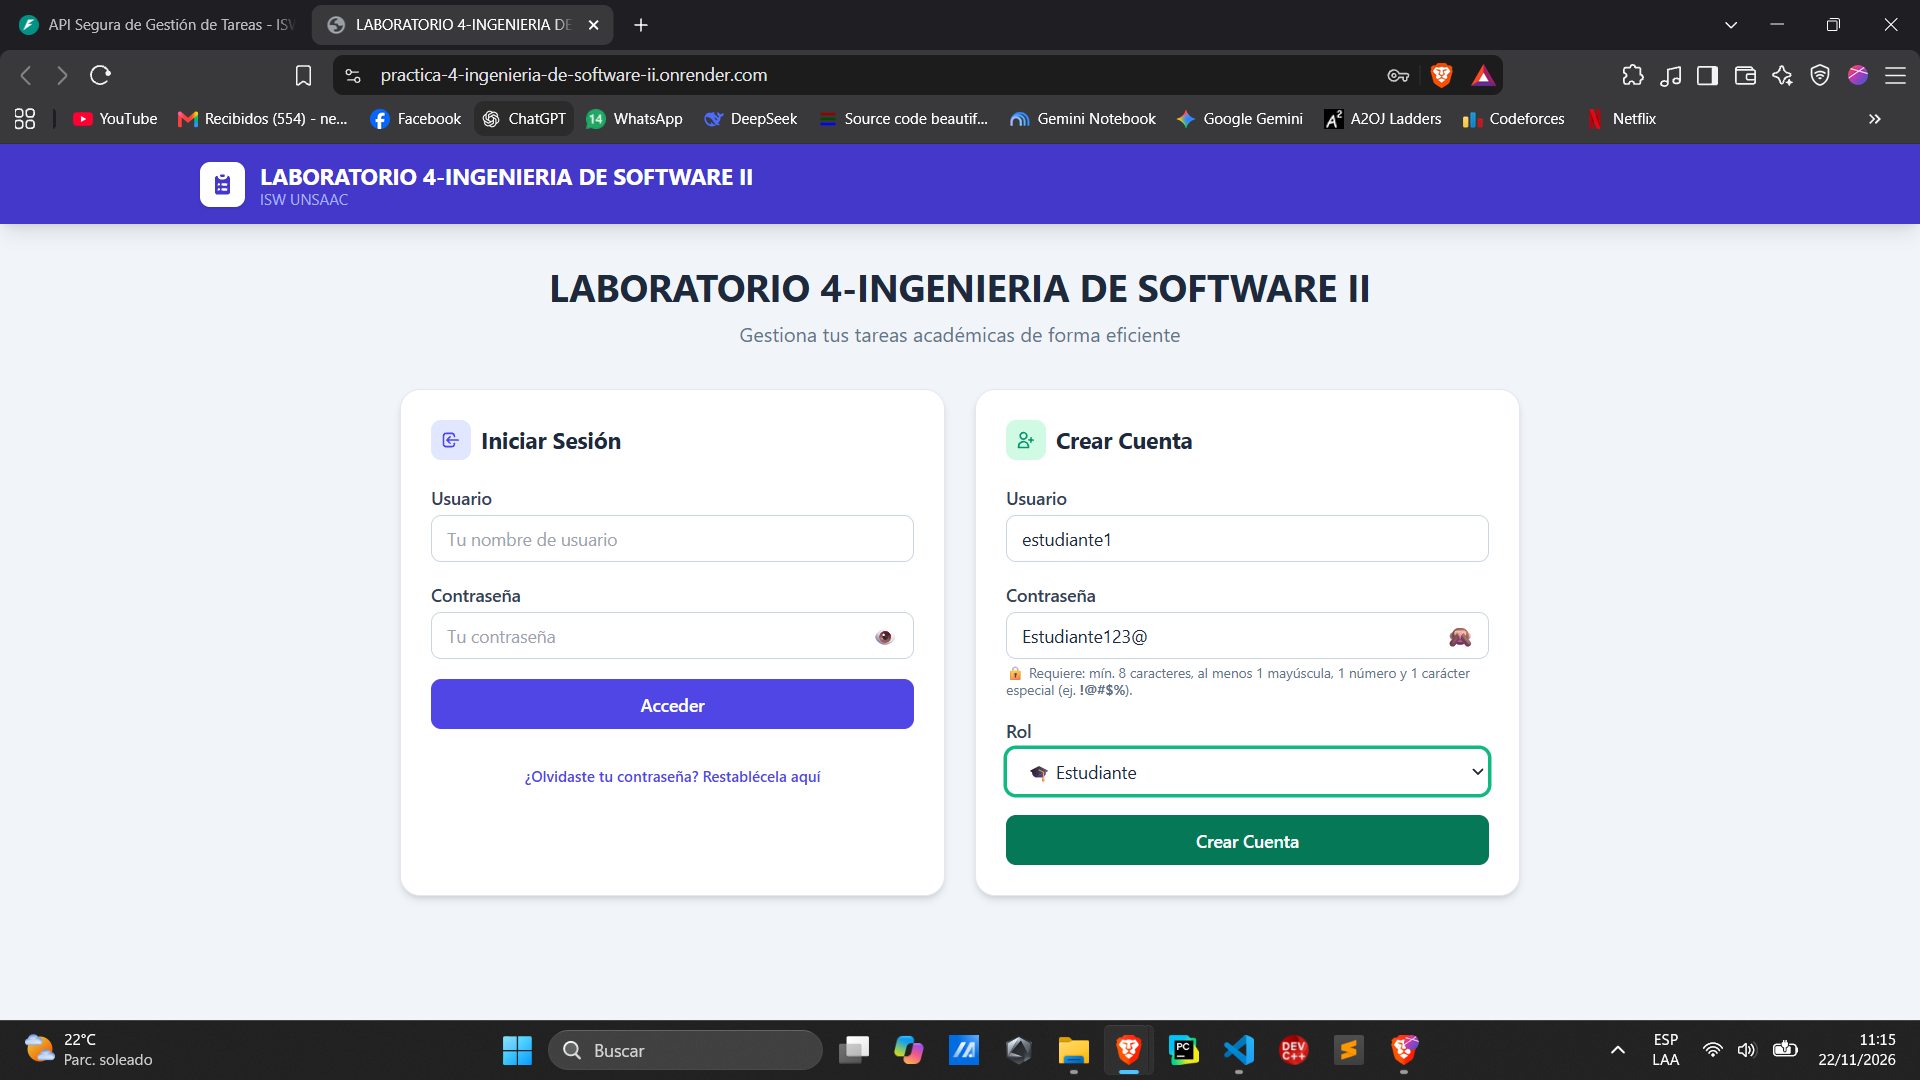 API Segura de Gestión de Tareas - ISW
LABORATORIO 4-INGENIERIA DE
practica-4-ingenieria-de-software-ii.onrender.com
YouTube
Recibidos (554) - ne...
Facebook
ChatGPT
14
WhatsApp
DeepSeek
Source code beautif...
Gemini Notebook
Google Gemini
A2
A2OJ Ladders
Codeforces
Netflix
LABORATORIO 4-INGENIERIA DE SOFTWARE II
ISW UNSAAC
LABORATORIO 4-INGENIERIA DE SOFTWARE II
Gestiona tus tareas académicas de forma eficiente
Iniciar Sesión
Usuario
Tu nombre de usuario
Contraseña
Tu contraseña
Acceder
¿Olvidaste tu contraseña? Restablécela aquí
Crear Cuenta
Usuario
estudiante1
Contraseña
Estudiante123@
Requiere: mín. 8 caracteres, al menos 1 mayúscula, 1 número y 1 carácter
especial (ej. !@#$%).
Rol
Estudiante
Crear Cuenta
22°C
Parc. soleado
Buscar
PC
DEV
C++
ESP
LAA
11:15
22/11/2026